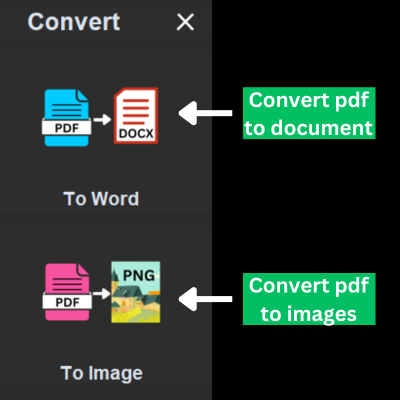 Convert
PDF
DOCX
Convert pdf
to document
To Word
PDF
PNG
Convert pdf
to images
To Image